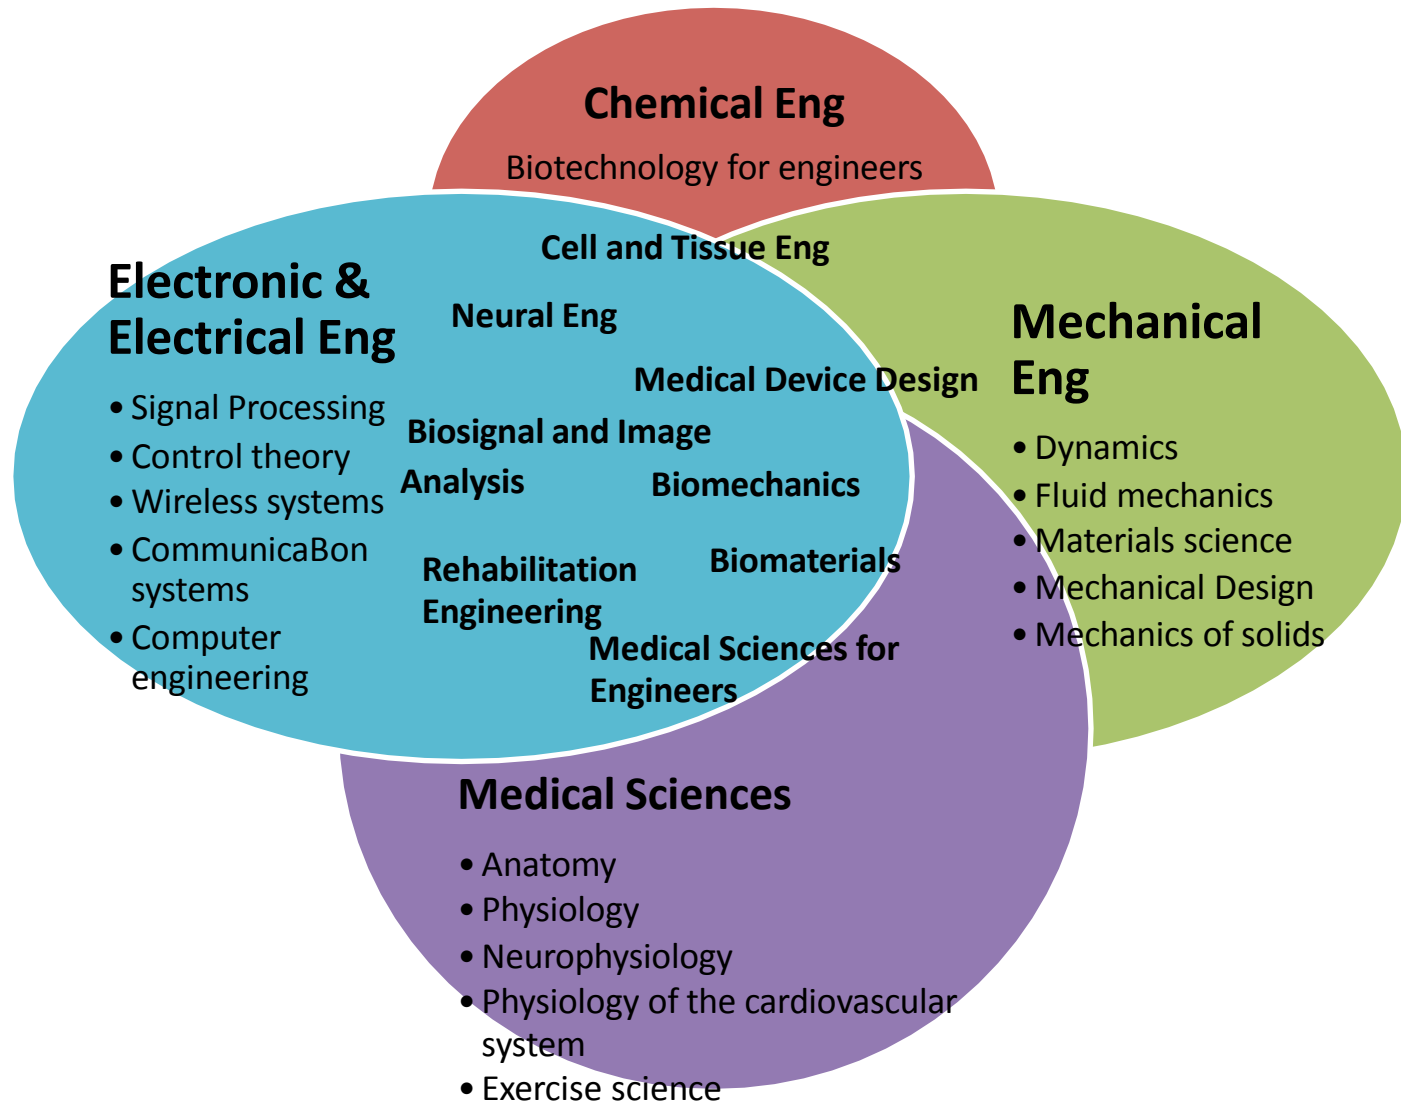 Chemical Eng
Biotechnology for engineers
Cell and Tissue Eng
Neural Eng
Medical Device Design
Biosignal and Image
Analysis
Biomechanics
Rehabilitation
Engineering
Biomaterials
Medical Sciences for
Engineers
Electronic &
Electrical Eng
• Signal Processing
• Control theory
• Wireless systems
• CommunicaBon
systems
• Computer
engineering
Mechanical
Eng
• Dynamics
• Fluid mechanics
• Materials science
• Mechanical Design
• Mechanics of solids
Medical Sciences
• Anatomy
• Physiology
• Neurophysiology
• Physiology of the cardiovascular
system
• Exercise science